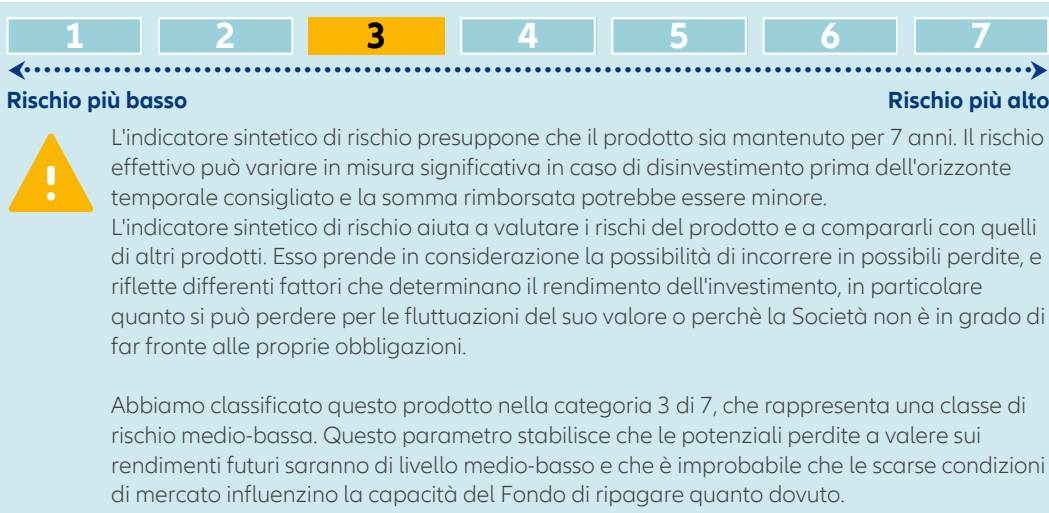 1 2 3 4 5 6 7
Rischio più basso Rischio più alto
L'indicatore sintetico di rischio presuppone che il prodotto sia mantenuto per 7 anni. Il rischio
effettivo può variare in misura significativa in caso di disinvestimento prima dell'orizzonte
temporale consigliato e la somma rimborsata potrebbe essere minore.
L'indicatore sintetico di rischio aiuta a valutare i rischi del prodotto e a compararli con quelli
di altri prodotti. Esso prende in considerazione la possibilità di incorrere in possibili perdite, e
riflette differenti fattori che determinano il rendimento dell'investimento, in particolare
quanto si può perdere per le fluttuazioni del suo valore o perchè la Società non è in grado di
far fronte alle proprie obbligazioni.
Abbiamo classificato questo prodotto nella categoria 3 di 7, che rappresenta una classe di
rischio medio-bassa. Questo parametro stabilisce che le potenziali perdite a valere sui
rendimenti futuri saranno di livello medio-basso e che è improbabile che le scarse condizioni
di mercato influenzino la capacità del Fondo di ripagare quanto dovuto.